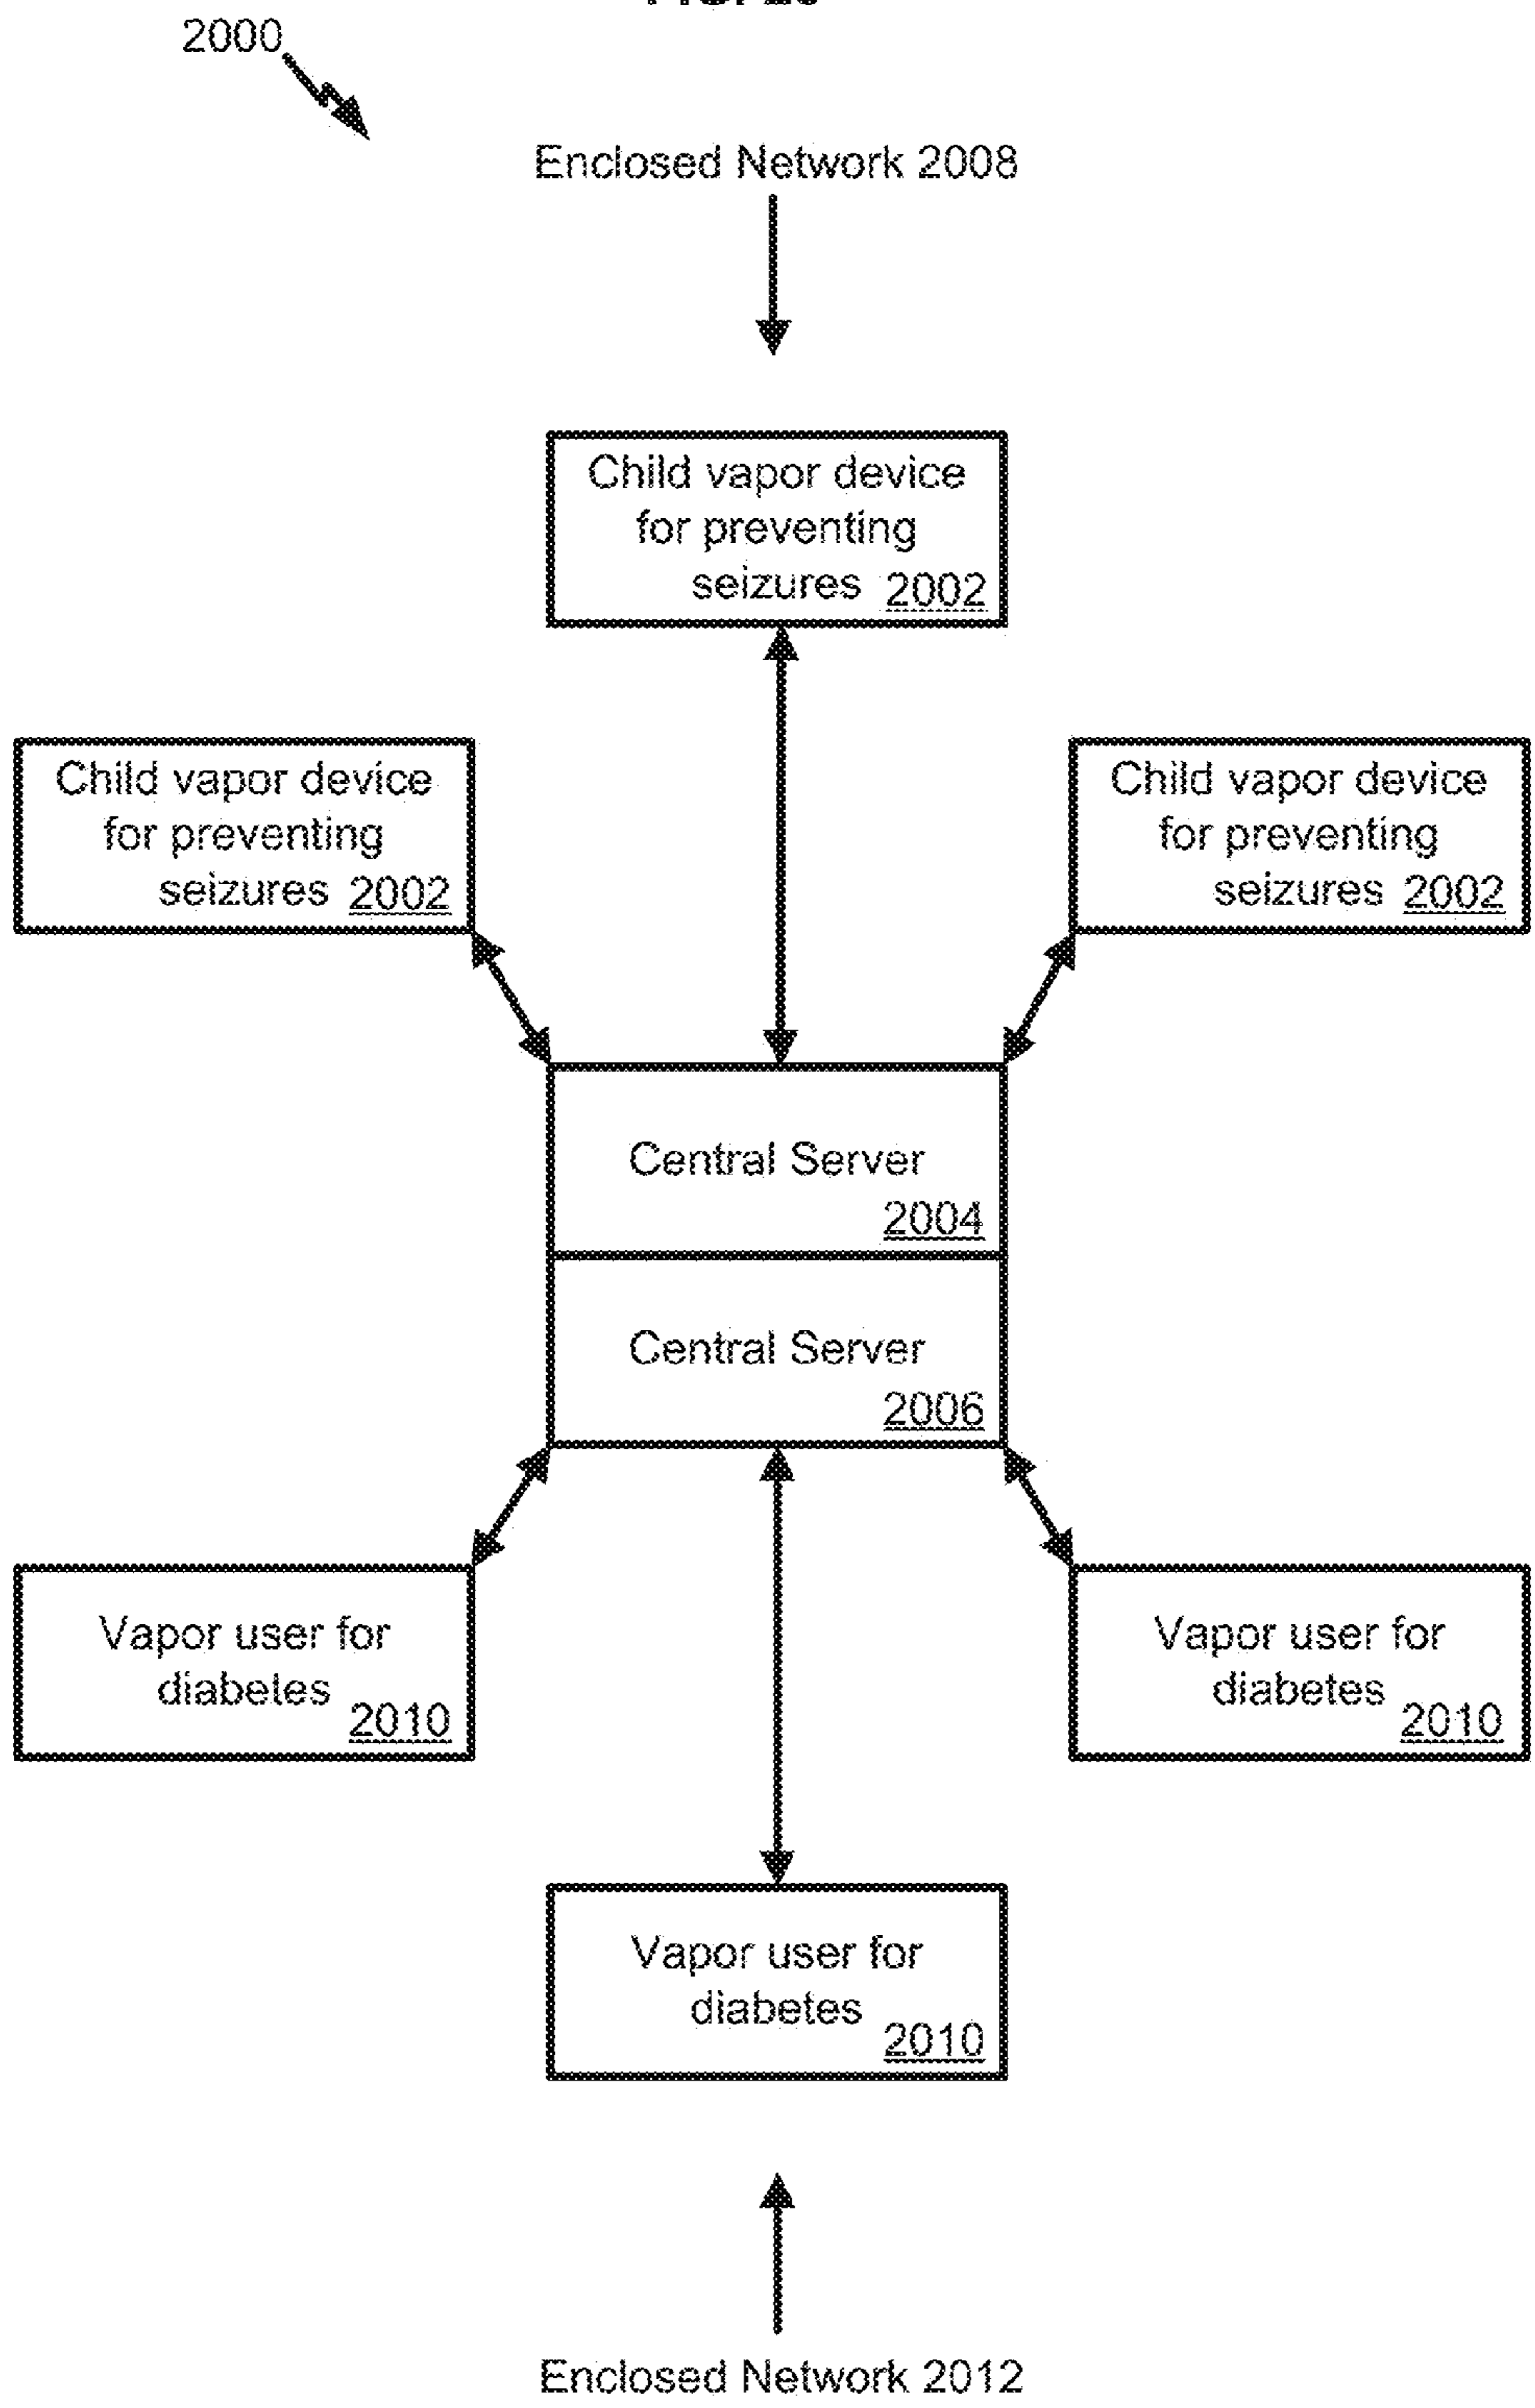 2000
Enclosed Network 2008
Child vapor device
for preventing
seizures 2002
Child vapor device
for preventing
seizures 2002
Child vapor device
for preventing
seizures 2002
Central Server
2004
Central Server
2006
Vapor user for
diabetes
2010
Vapor user for
diabetes
2010
Vapor user for
diabetes
2010
Enclosed Network 2012